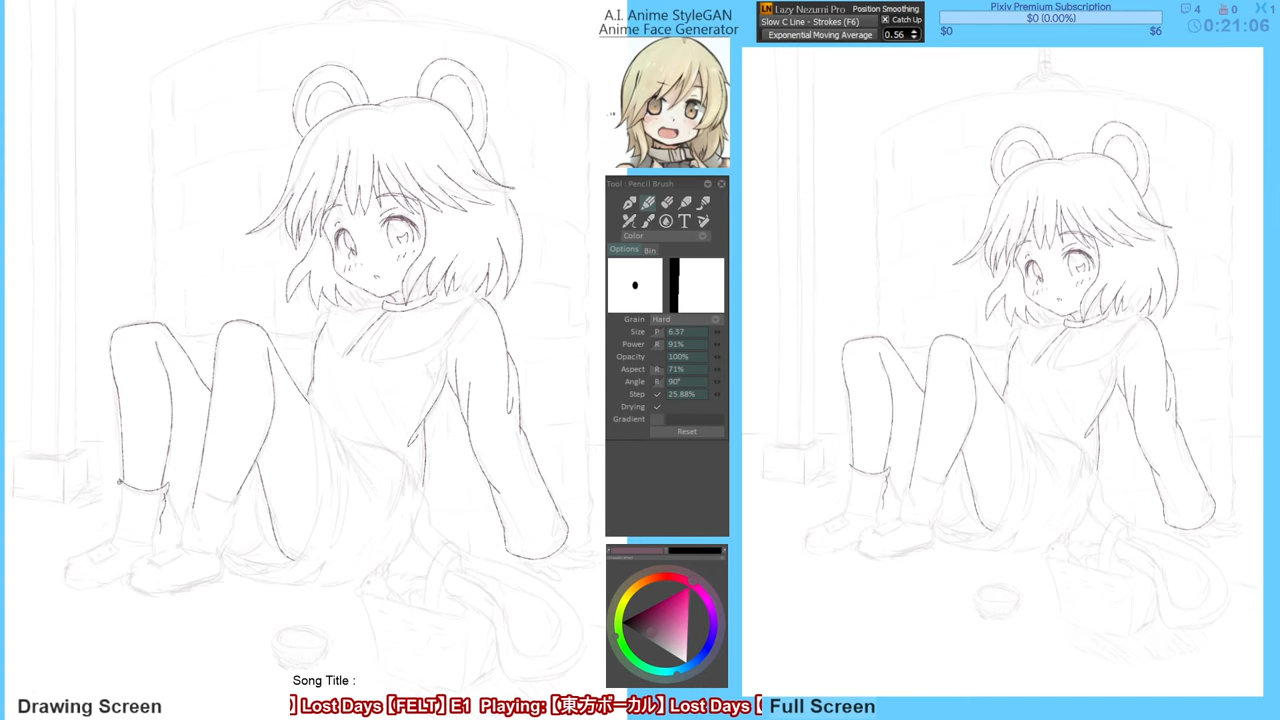 A.I. Anime StyleGAN
Anime Face Generator
Lazy Nezumi Pro
Position Smoothing
Slow C Line - Strokes (F6)
Catch Up
Exponential Moving Average
0.56
Pixiv Premium Subscription
$0 (0.00%)
$0
$6
4
0
1
0:21:06
Tool : Pencil Brush
Color
Options
Bin
Grain Hard
Size P 6.37
Power R 91%
Opacity 100%
Aspect R 71%
Angle R 90°
Step 25.88%
Drying
Gradient
Reset
Song Title :
Drawing Screen
】 Lost Days 【FELT】 E1 Playing: 【東方ボーカル】 Lost Days 【
Full Screen